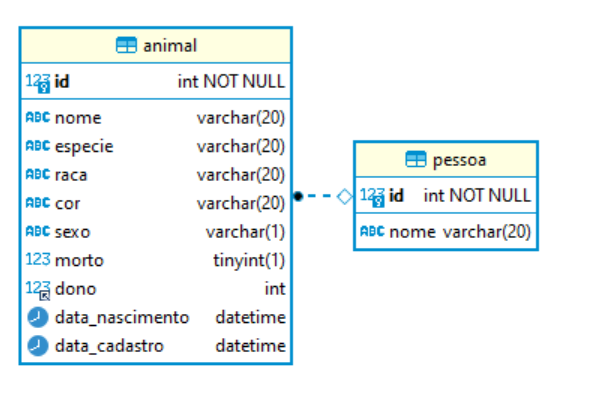 animal
123 id int NOT NULL
ABC nome varchar(20)
ABC especie varchar(20)
ABC raca varchar(20)
ABC cor varchar(20)
ABC sexo varchar(1)
123 morto tinyint(1)
123 dono int
data_nascimento datetime
data_cadastro datetime
pessoa
123 id int NOT NULL
ABC nome varchar(20)